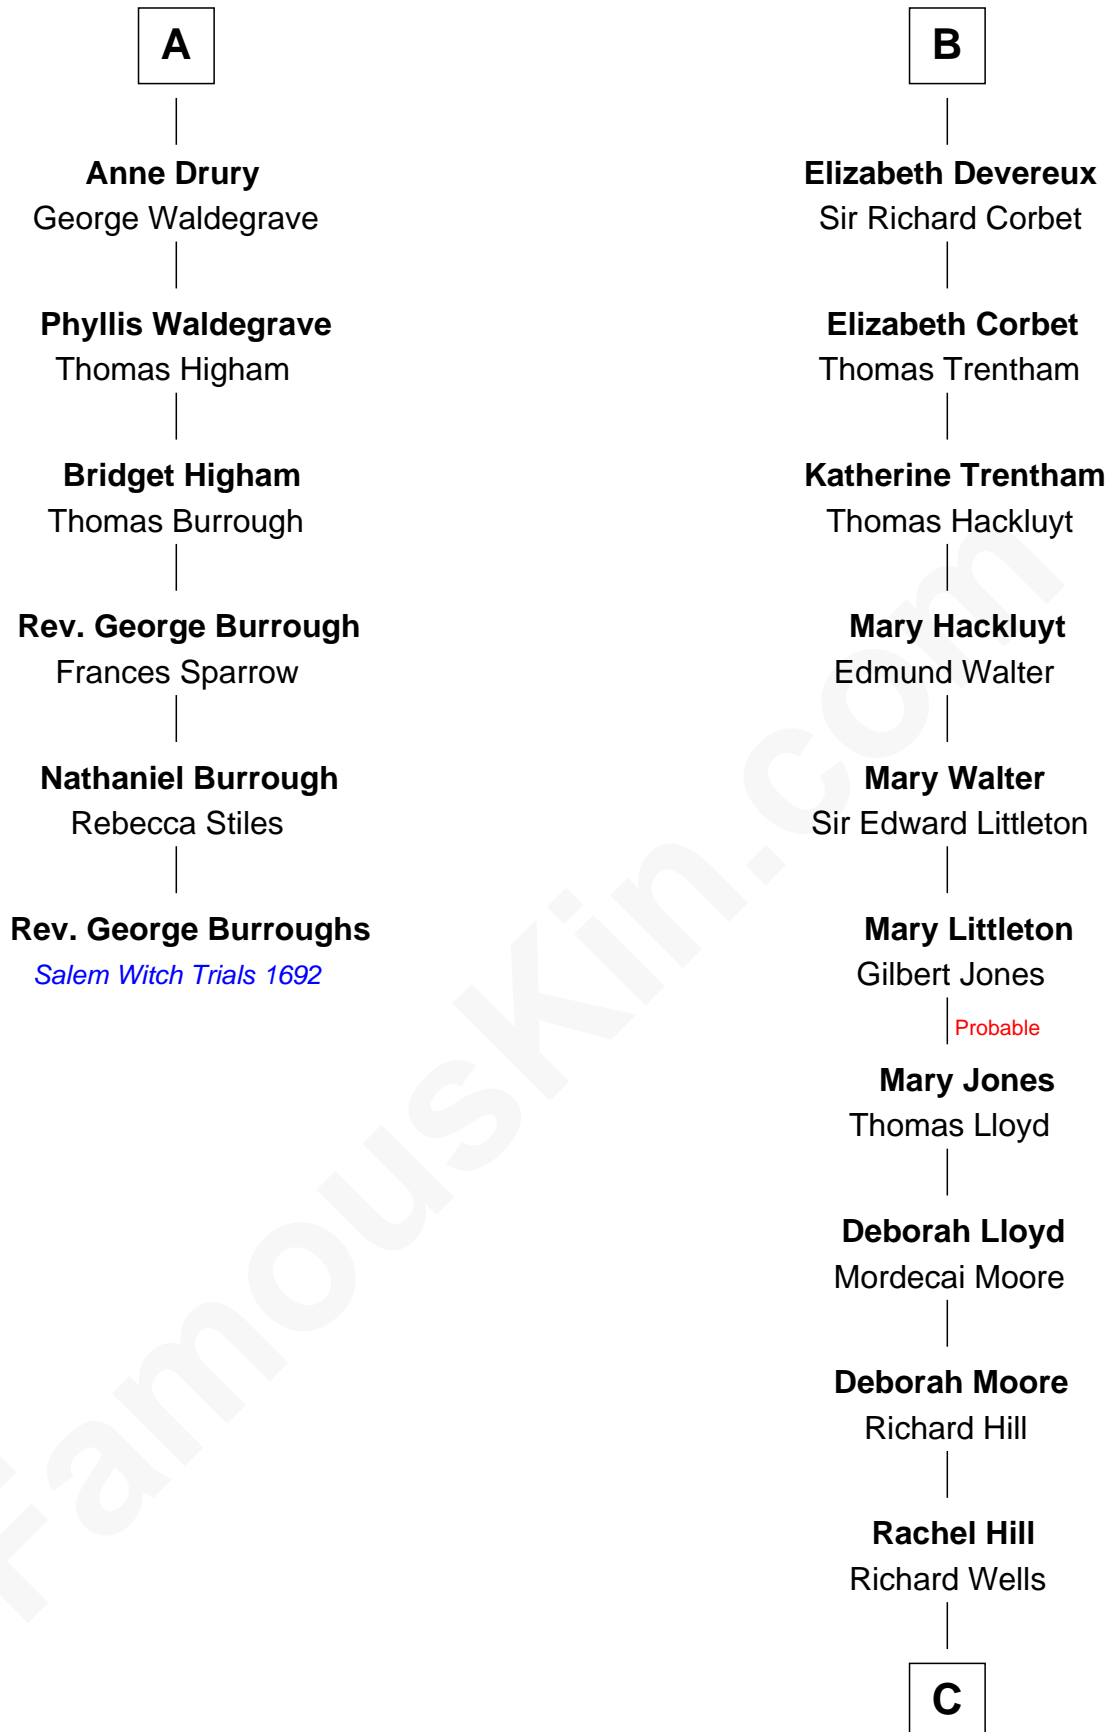 A
Anne Drury
George Waldegrave
Phyllis Waldegrave
Thomas Higham
Bridget Higham
Thomas Burrough
Rev. George Burrough
Frances Sparrow
Nathaniel Burrough
Rebecca Stiles
Rev. George Burroughs
Salem Witch Trials 1692
B
Elizabeth Devereux
Sir Richard Corbet
Elizabeth Corbet
Thomas Trentham
Katherine Trentham
Thomas Hackluyt
Mary Hackluyt
Edmund Walter
Mary Walter
Sir Edward Littleton
Mary Littleton
Gilbert Jones
Probable
Mary Jones
Thomas Lloyd
Deborah Lloyd
Mordecai Moore
Deborah Moore
Richard Hill
Rachel Hill
Richard Wells
C
FamousKin.com